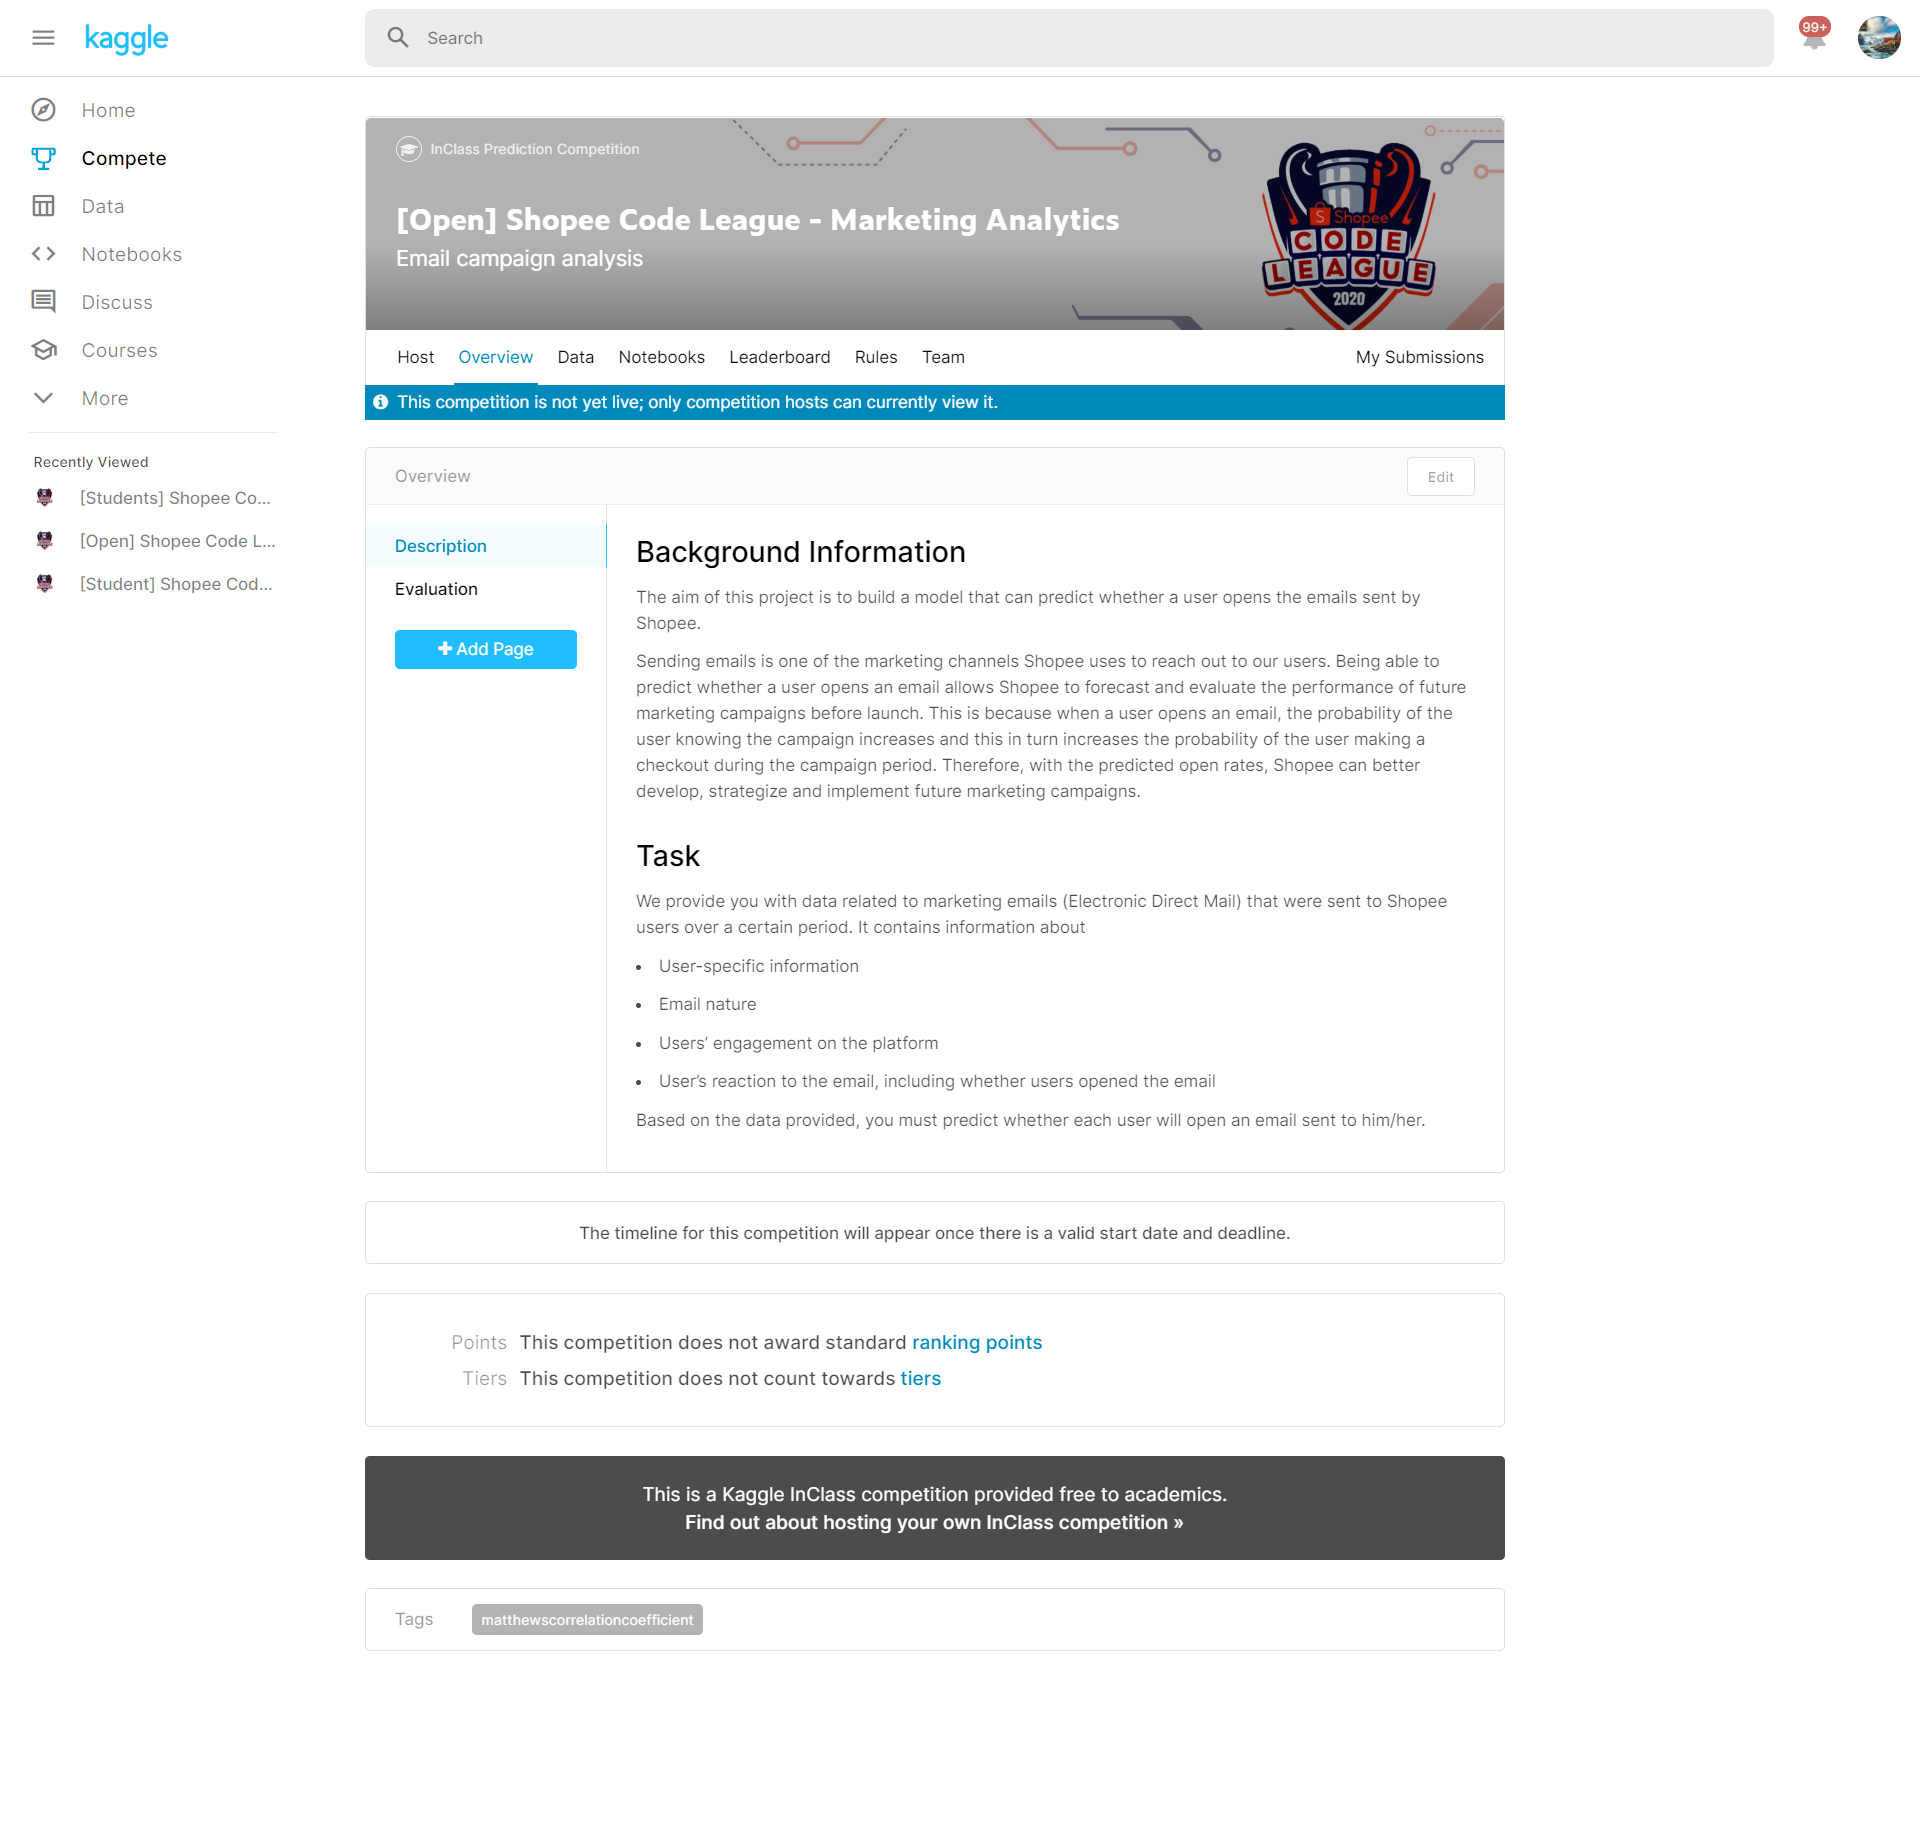 kaggle
Search
99+
Home
Compete
Data
Notebooks
Discuss
Courses
More
Recently Viewed
[Students] Shopee Co...
[Open] Shopee Code L...
[Student] Shopee Cod...
InClass Prediction Competition
[Open] Shopee Code League - Marketing Analytics
Email campaign analysis
Shopee
CODE
LEAGUE
2020
Host Overview Data Notebooks Leaderboard Rules Team My Submissions
This competition is not yet live; only competition hosts can currently view it.
Overview
Edit
Description
Evaluation
Add Page
Background Information
The aim of this project is to build a model that can predict whether a user opens the emails sent by
Shopee.
Sending emails is one of the marketing channels Shopee uses to reach out to our users. Being able to
predict whether a user opens an email allows Shopee to forecast and evaluate the performance of future
marketing campaigns before launch. This is because when a user opens an email, the probability of the
user knowing the campaign increases and this in turn increases the probability of the user making a
checkout during the campaign period. Therefore, with the predicted open rates, Shopee can better
develop, strategize and implement future marketing campaigns.
Task
We provide you with data related to marketing emails (Electronic Direct Mail) that were sent to Shopee
users over a certain period. It contains information about
• User-specific information
• Email nature
• Users’ engagement on the platform
• User’s reaction to the email, including whether users opened the email
Based on the data provided, you must predict whether each user will open an email sent to him/her.
The timeline for this competition will appear once there is a valid start date and deadline.
Points This competition does not award standard ranking points
Tiers This competition does not count towards tiers
This is a Kaggle InClass competition provided free to academics.
Find out about hosting your own InClass competition »
Tags matthewscorrelationcoefficient